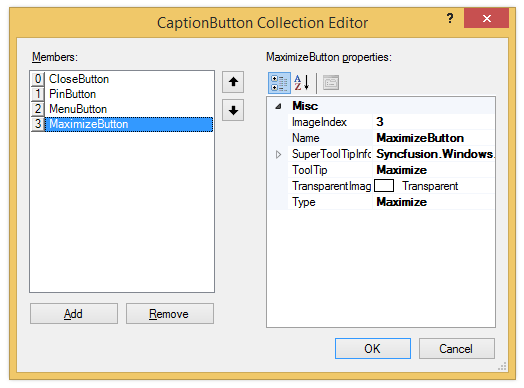 CaptionButton Collection Editor
? ×
Members:
0 CloseButton
1 PinButton
2 MenuButton
3 MaximizeButton
Add
Remove
MaximizeButton properties:
A
Z
Misc
ImageIndex 3
Name MaximizeButton
SuperToolTipInfo Syncfusion.Windows.
ToolTip Maximize
TransparentImag Transparent
Type Maximize
OK
Cancel